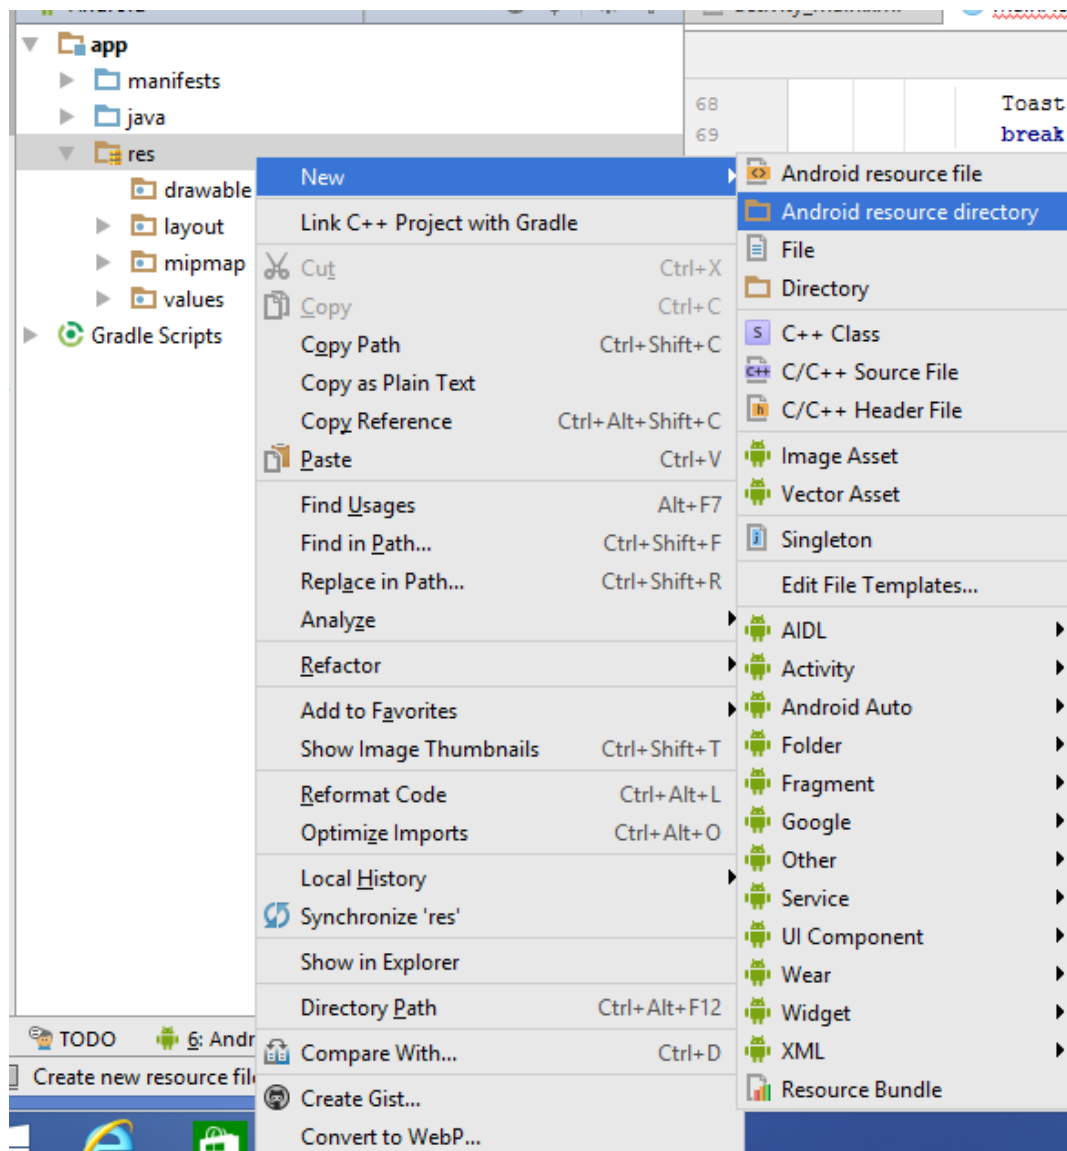 app
manifests
java
res
drawable
layout
mipmap
values
Gradle Scripts
68 Toast
69 break
New
Link C++ Project with Gradle
Cut Ctrl+X
Copy Ctrl+C
Copy Path Ctrl+Shift+C
Copy as Plain Text
Copy Reference Ctrl+Alt+Shift+C
Paste Ctrl+V
Find Usages Alt+F7
Find in Path... Ctrl+Shift+F
Replace in Path... Ctrl+Shift+R
Analyze
Refactor
Add to Favorites
Show Image Thumbnails Ctrl+Shift+T
Reformat Code Ctrl+Alt+L
Optimize Imports Ctrl+Alt+O
Local History
Synchronize 'res'
Show in Explorer
Directory Path Ctrl+Alt+F12
Compare With... Ctrl+D
Create Gist...
Convert to WebP...
Android resource file
Android resource directory
File
Directory
S C++ Class
C++ C/C++ Source File
h C/C++ Header File
Image Asset
Vector Asset
Singleton
Edit File Templates...
AIDL
Activity
Android Auto
Folder
Fragment
Google
Other
Service
UI Component
Wear
Widget
XML
Resource Bundle
TODO 6: Andr
Create new resource fil